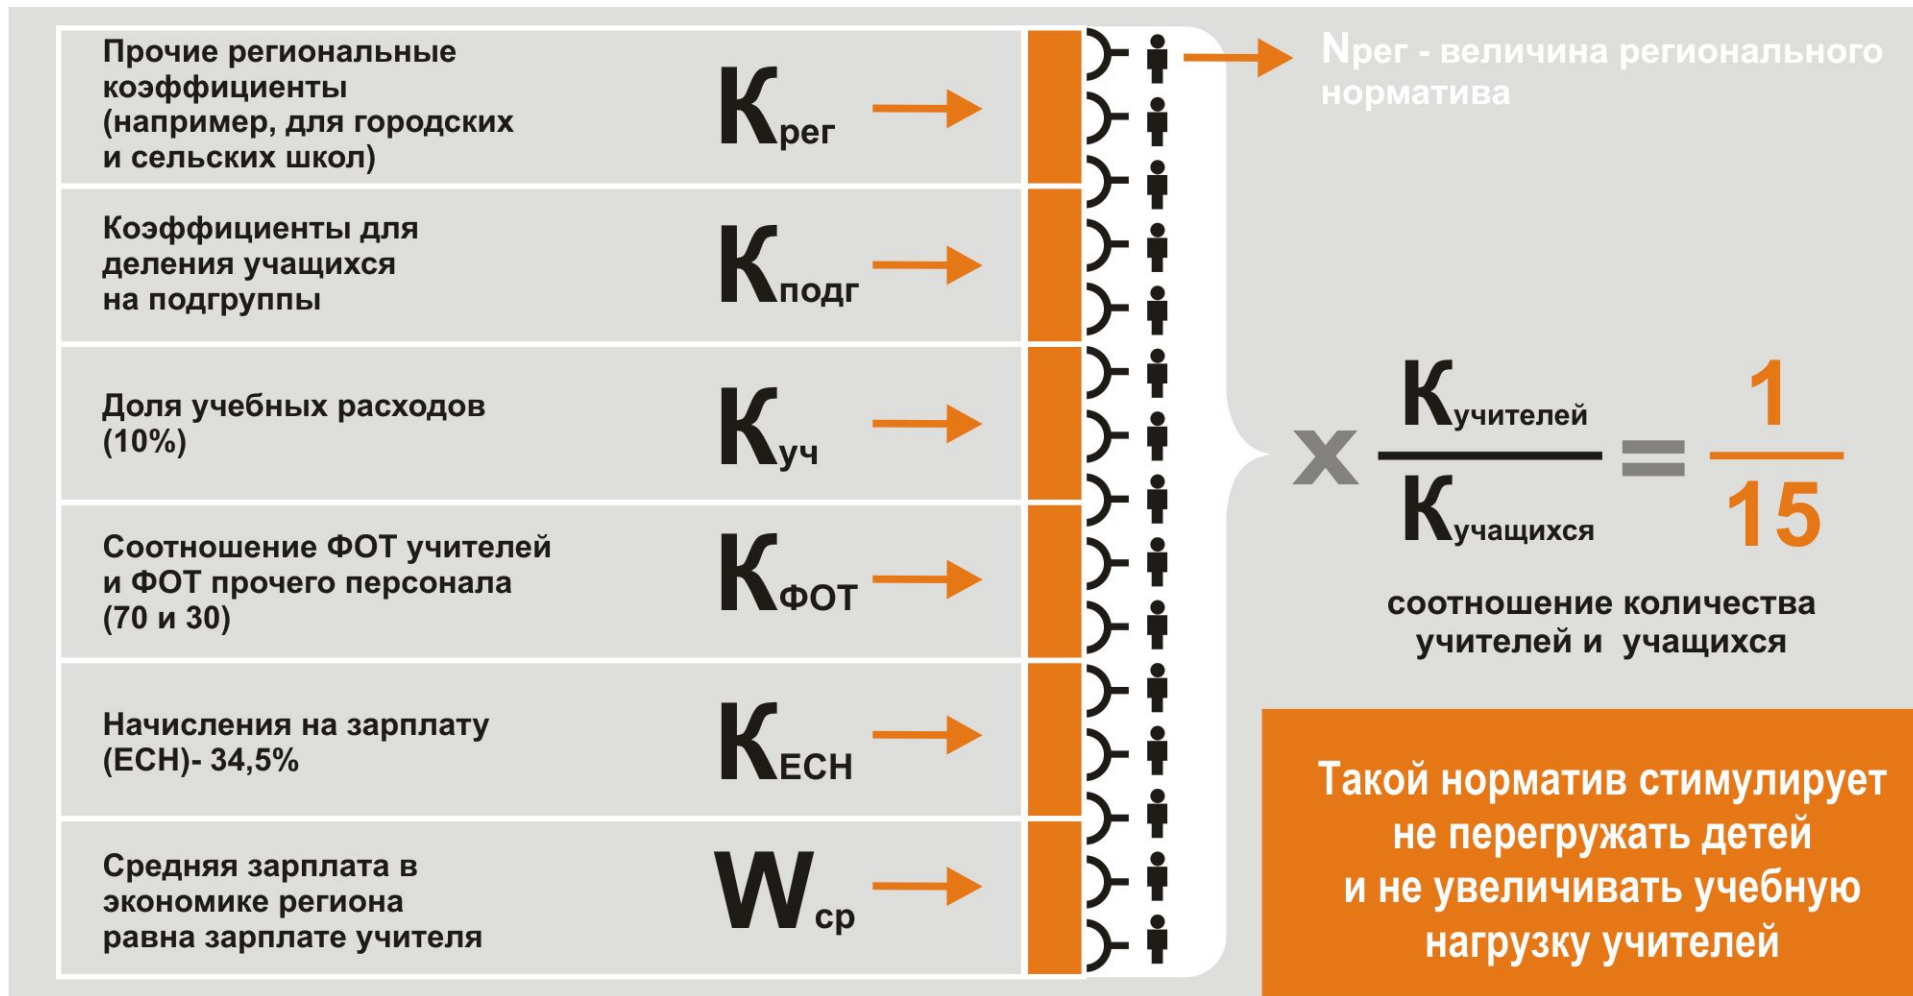 Прочие региональные
коэффициенты
(например, для городских
и сельских школ)
Крег
Nрег - величина регионального
норматива
Коэффициенты для
деления учащихся
на подгруппы
Кподг
Доля учебных расходов
(10%)
Куч
Соотношение ФОТ учителей
и ФОТ прочего персонала
(70 и 30)
КФОТ
Начисления на зарплату
(ЕСН)- 34,5%
КЕСН
Средняя зарплата в
экономике региона
равна зарплате учителя
Wср
х
Кучителей
Кучащихся
=
1
15
соотношение количества
учителей и учащихся
Такой норматив стимулирует
не перегружать детей
и не увеличивать учебную
нагрузку учителей